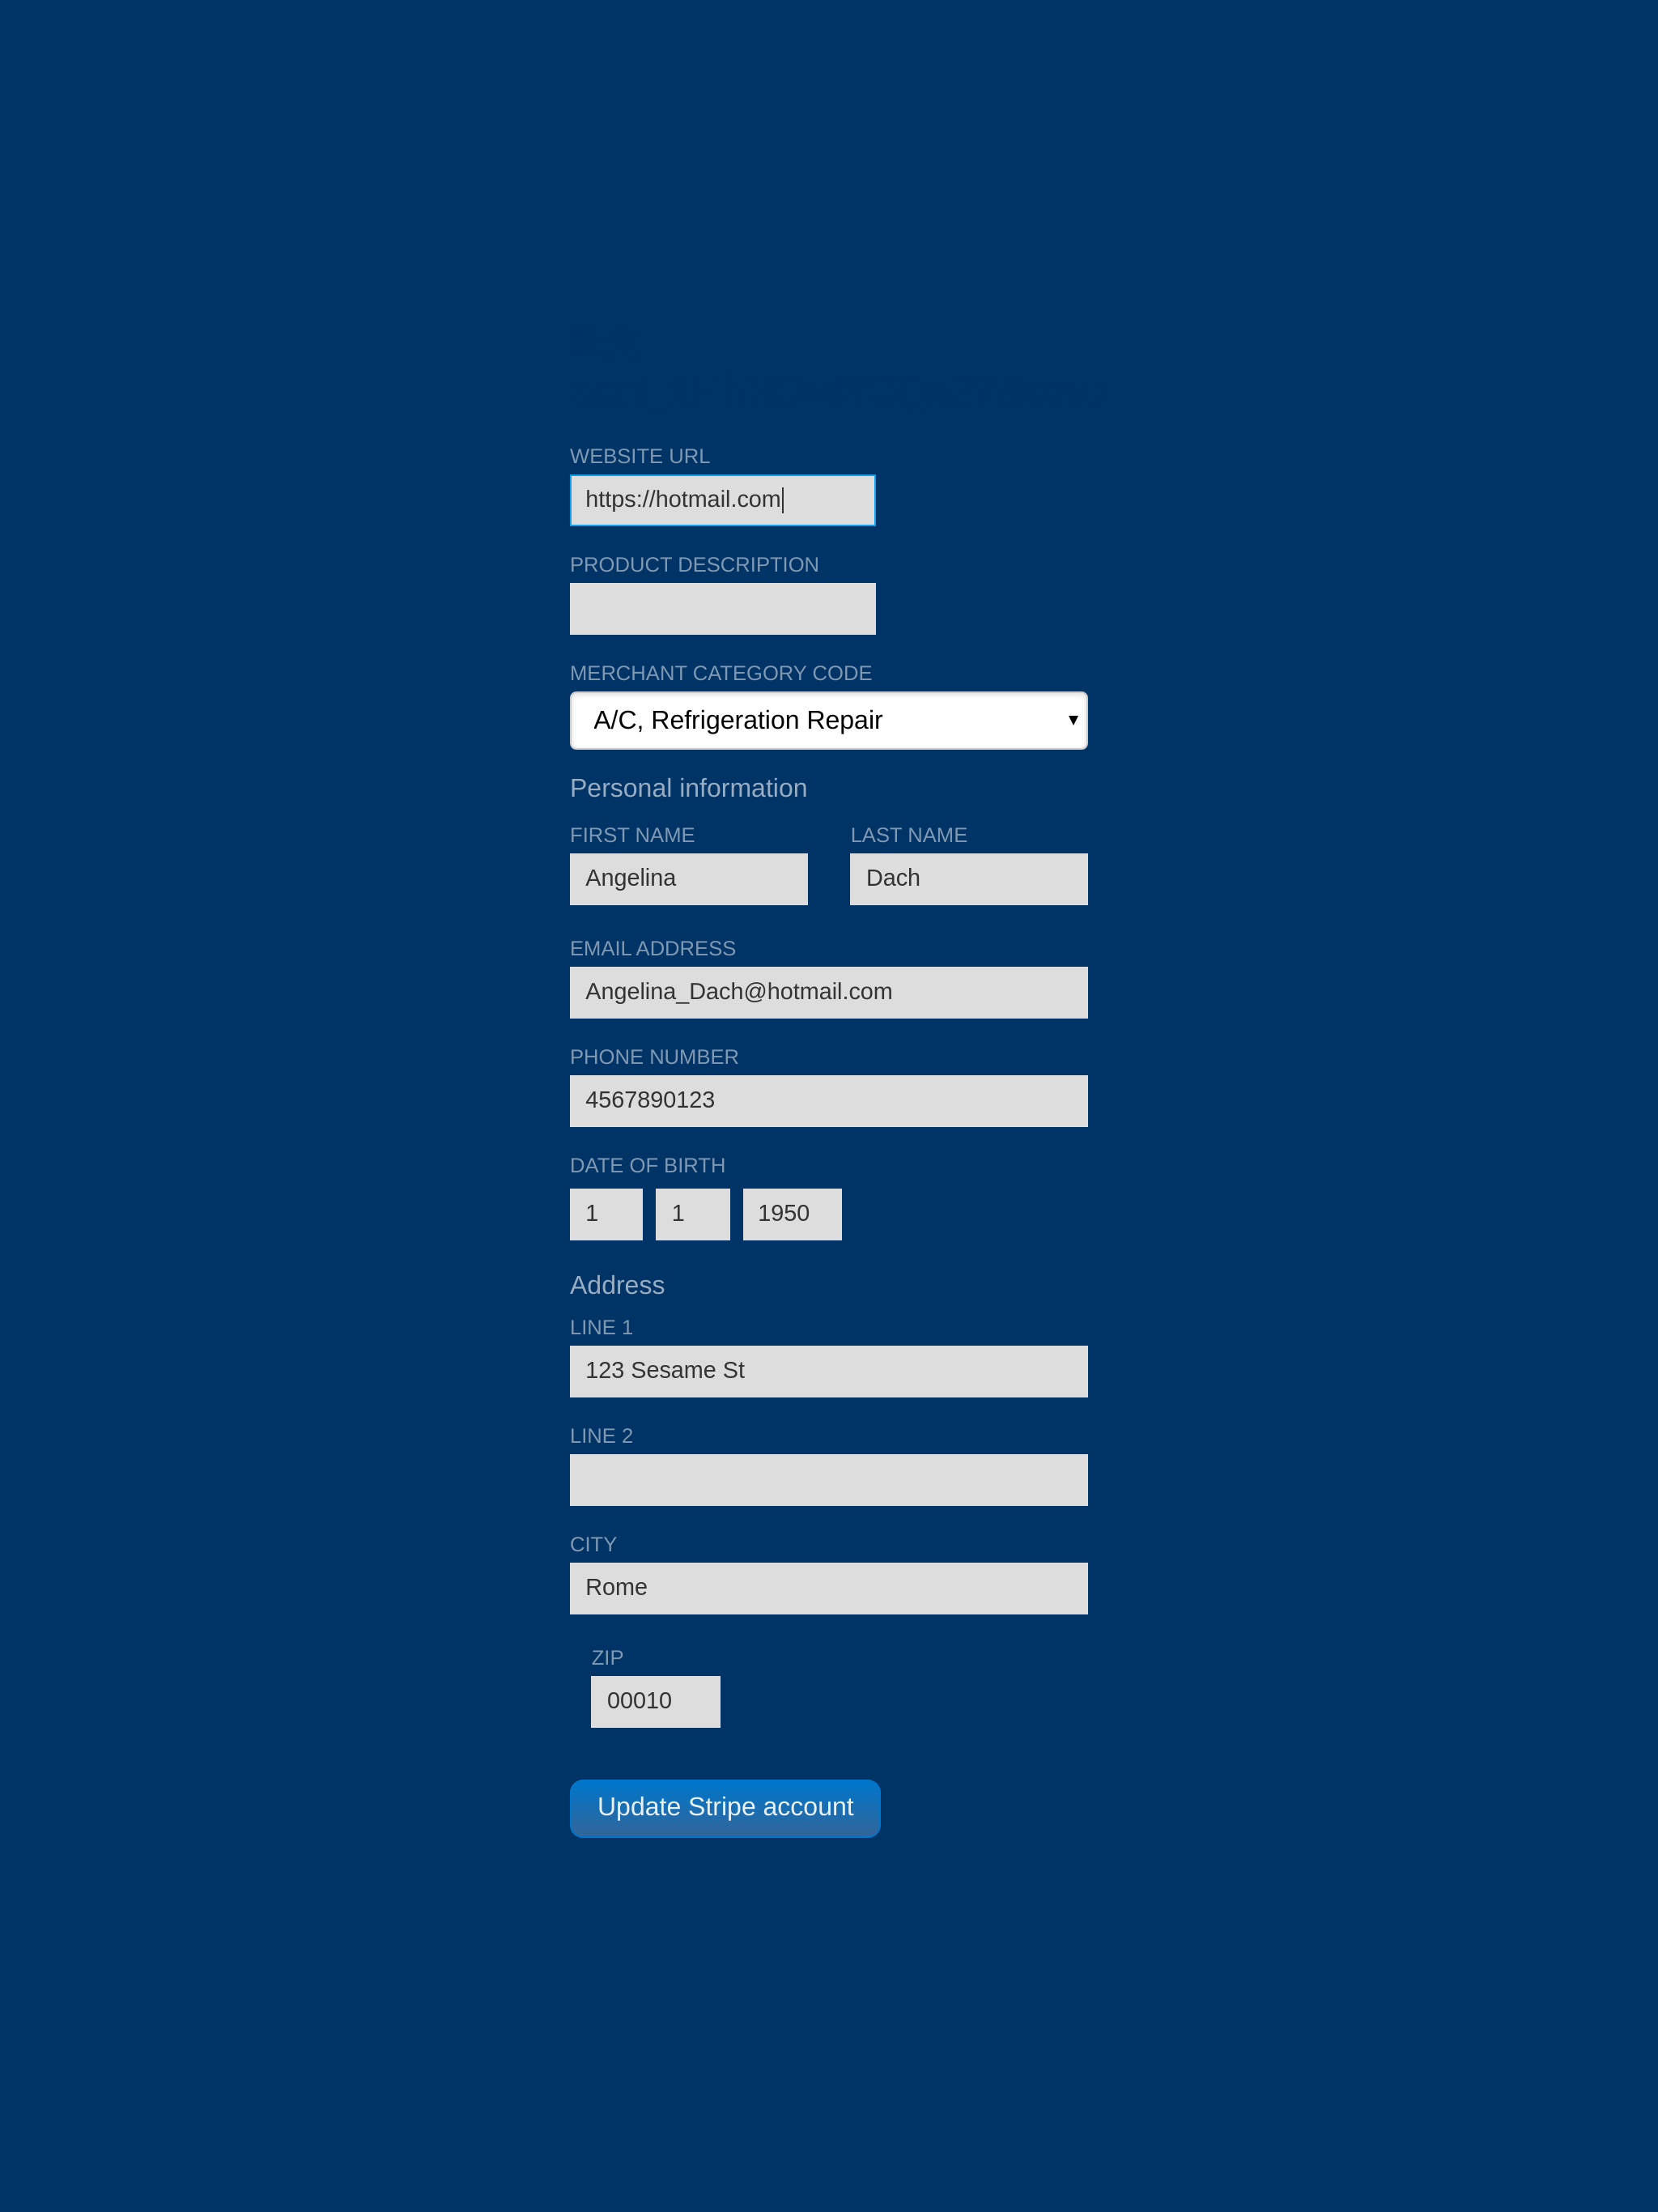 WEBSITE URL
https://hotmail.com
PRODUCT DESCRIPTION
MERCHANT CATEGORY CODE
A/C, Refrigeration Repair
Personal information
FIRST NAME LAST NAME
Angelina Dach
EMAIL ADDRESS
Angelina_Dach@hotmail.com
PHONE NUMBER
4567890123
DATE OF BIRTH
1 1 1950
Address
LINE 1
123 Sesame St
LINE 2
CITY
Rome
ZIP
00010
Update Stripe account